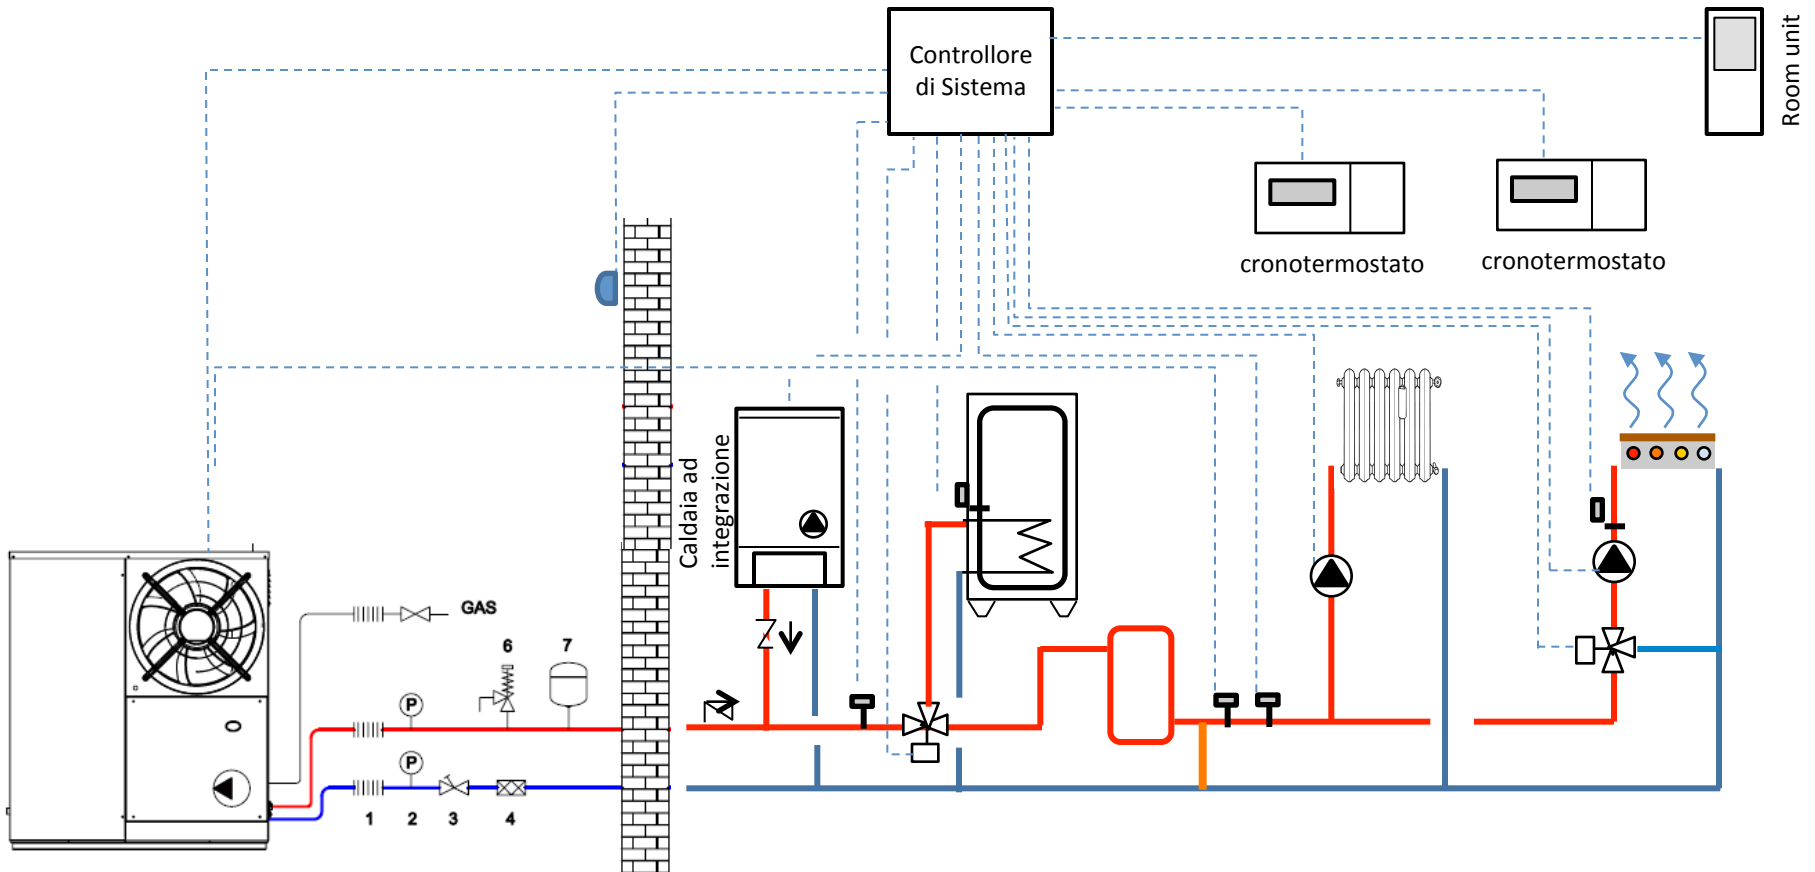 Controllore
di Sistema
Room unit
cronotermostato
cronotermostato
Caldaia ad
integrazione
GAS
6
7
P
P
1
2
3
4